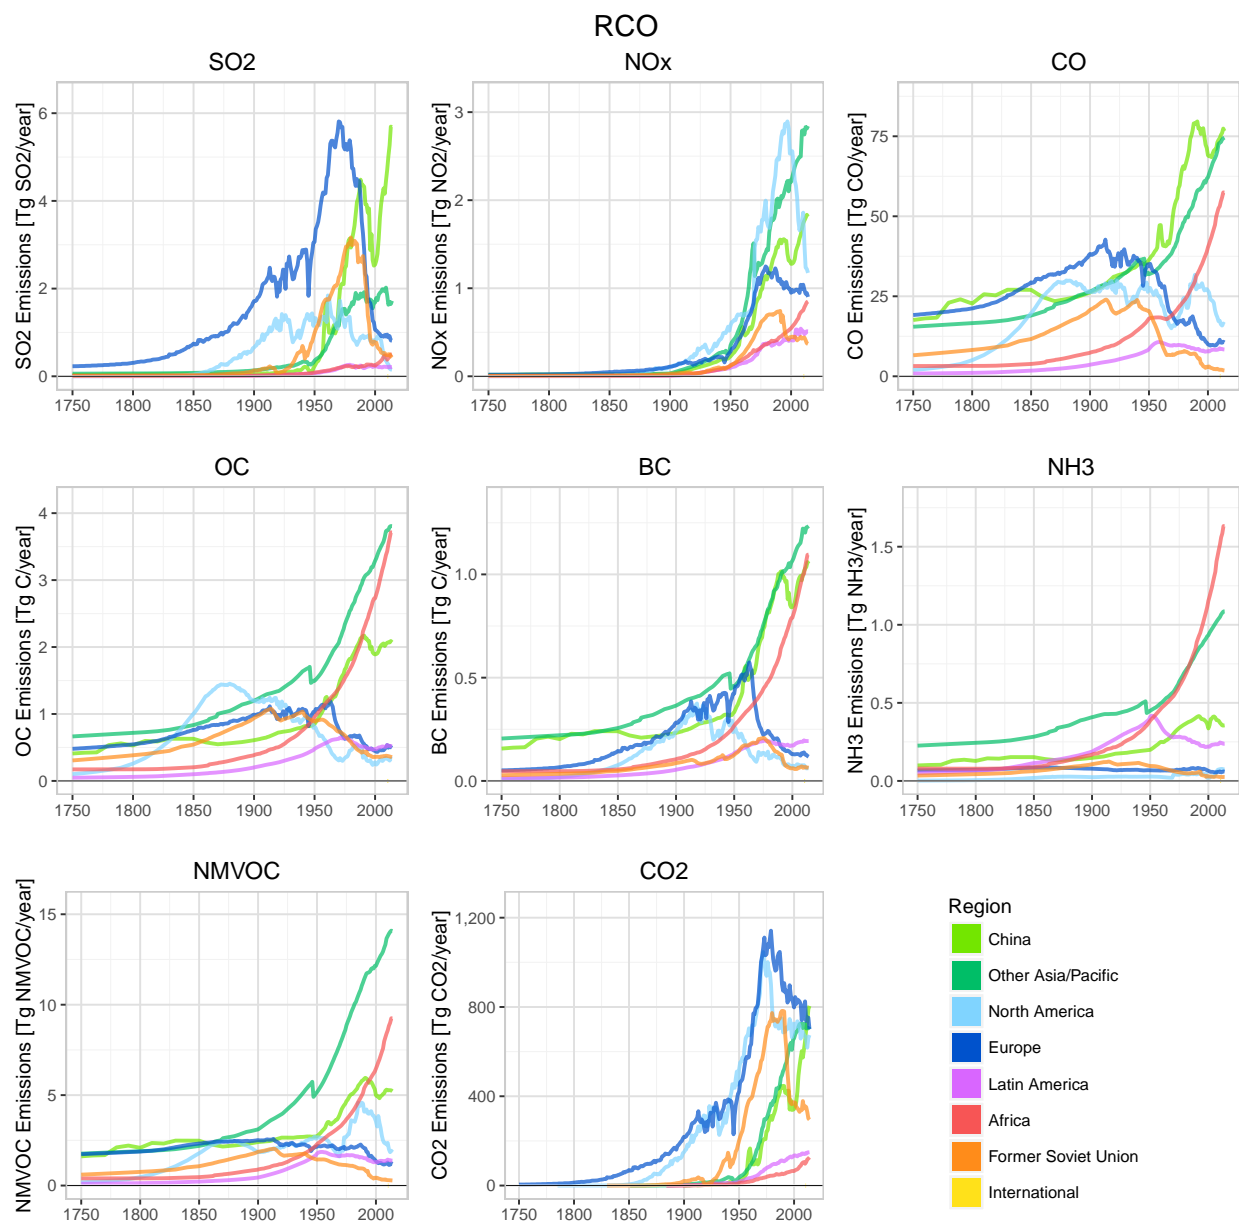 RCO
SO2
NOx
CO
SO2 Emissions [Tg SO2/year]
6
4
2
0
1750 1800 1850 1900 1950 2000
NOx Emissions [Tg NO2/year]
3
2
1
0
1750 1800 1850 1900 1950 2000
CO Emissions [Tg CO/year]
75
50
25
0
1750 1800 1850 1900 1950 2000
OC
BC
NH3
OC Emissions [Tg C/year]
4
3
2
1
0
1750 1800 1850 1900 1950 2000
BC Emissions [Tg C/year]
1.0
0.5
0.0
1750 1800 1850 1900 1950 2000
NH3 Emissions [Tg NH3/year]
1.5
1.0
0.5
0.0
1750 1800 1850 1900 1950 2000
NMVOC
CO2
NMVOC Emissions [Tg NMVOC/year]
15
10
5
0
1750 1800 1850 1900 1950 2000
CO2 Emissions [Tg CO2/year]
1,200
800
400
0
1750 1800 1850 1900 1950 2000
Region
China
Other Asia/Pacific
North America
Europe
Latin America
Africa
Former Soviet Union
International